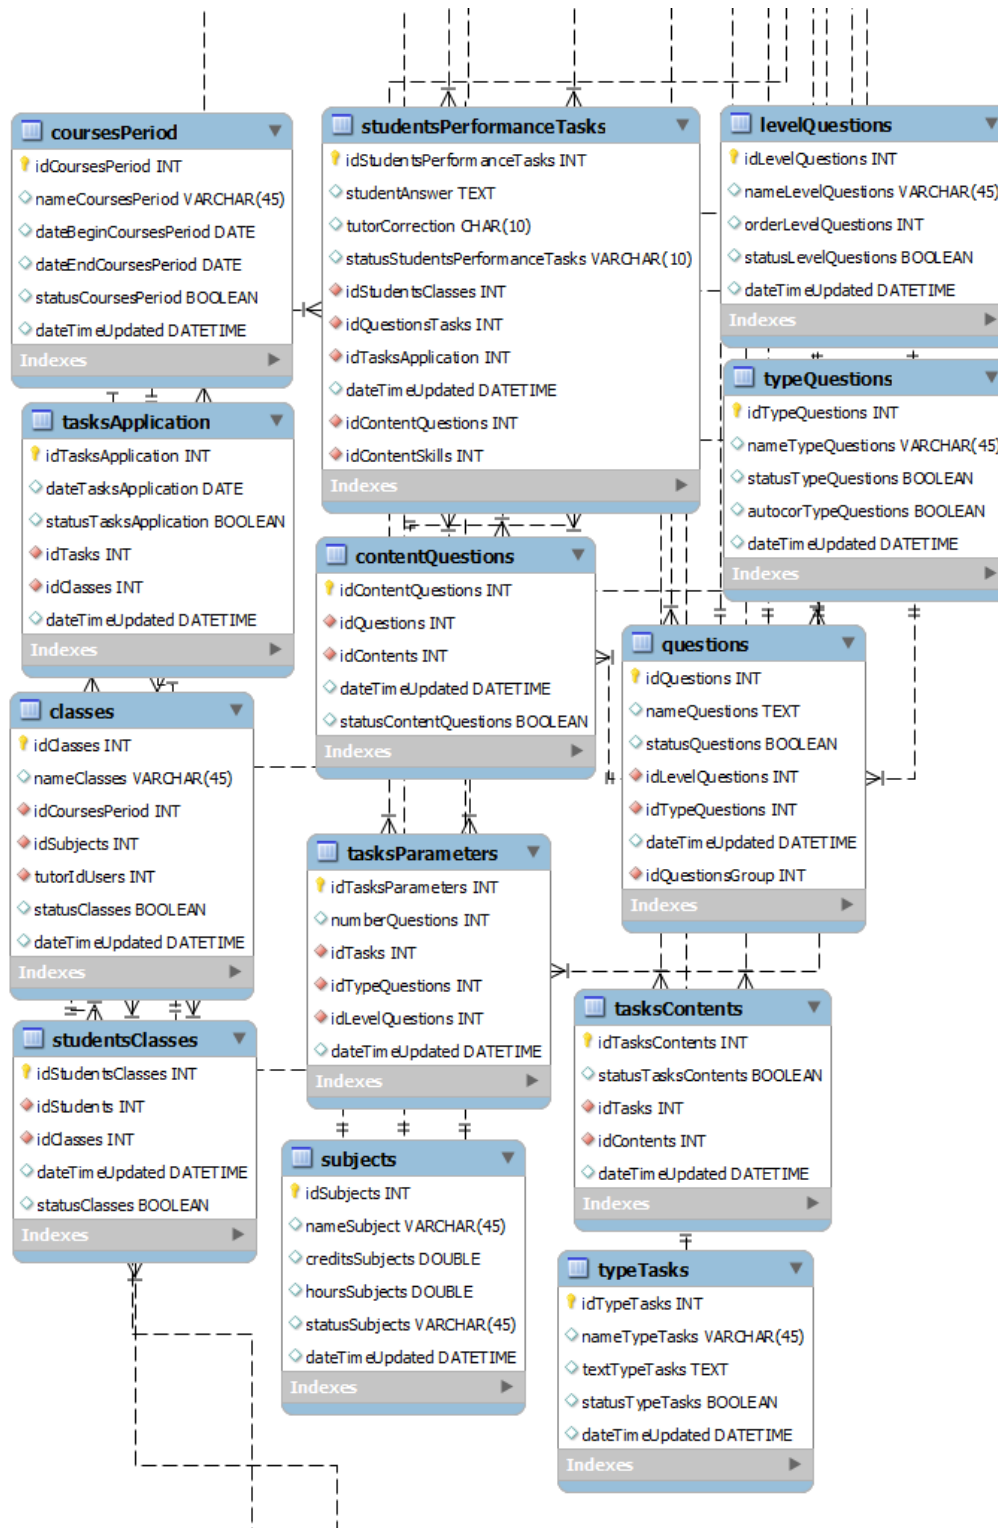 coursesPeriod
idCoursesPeriod INT
nameCoursesPeriod VARCHAR(45)
dateBeginCoursesPeriod DATE
dateEndCoursesPeriod DATE
statusCoursesPeriod BOOLEAN
dateTimeUpdated DATETIME
Indexes
studentsPerformanceTasks
idStudentsPerformanceTasks INT
studentAnswer TEXT
tutorCorrection CHAR(10)
statusStudentsPerformanceTasks VARCHAR(10)
idStudentsClasses INT
idQuestionsTasks INT
idTasksApplication INT
dateTimeUpdated DATETIME
idContentQuestions INT
idContentSkills INT
Indexes
levelQuestions
idLevelQuestions INT
nameLevelQuestions VARCHAR(45)
orderLevelQuestions INT
statusLevelQuestions BOOLEAN
dateTimeUpdated DATETIME
Indexes
typeQuestions
idTypeQuestions INT
nameTypeQuestions VARCHAR(45)
statusTypeQuestions BOOLEAN
autocorTypeQuestions BOOLEAN
dateTimeUpdated DATETIME
Indexes
tasksApplication
idTasksApplication INT
dateTasksApplication DATE
statusTasksApplication BOOLEAN
idTasks INT
idClasses INT
dateTimeUpdated DATETIME
Indexes
contentQuestions
idContentQuestions INT
idQuestions INT
idContents INT
dateTimeUpdated DATETIME
statusContentQuestions BOOLEAN
Indexes
questions
idQuestions INT
nameQuestions TEXT
statusQuestions BOOLEAN
idLevelQuestions INT
idTypeQuestions INT
dateTimeUpdated DATETIME
idQuestionsGroup INT
Indexes
classes
idClasses INT
nameClasses VARCHAR(45)
idCoursesPeriod INT
idSubjects INT
tutorIdUsers INT
statusClasses BOOLEAN
dateTimeUpdated DATETIME
Indexes
tasksParameters
idTasksParameters INT
numberQuestions INT
idTasks INT
idTypeQuestions INT
idLevelQuestions INT
dateTimeUpdated DATETIME
Indexes
tasksContents
idTasksContents INT
statusTasksContents BOOLEAN
idTasks INT
idContents INT
dateTimeUpdated DATETIME
Indexes
studentsClasses
idStudentsClasses INT
idStudents INT
idClasses INT
dateTimeUpdated DATETIME
statusClasses BOOLEAN
Indexes
subjects
idSubjects INT
nameSubject VARCHAR(45)
creditsSubjects DOUBLE
hoursSubjects DOUBLE
statusSubjects VARCHAR(45)
dateTimeUpdated DATETIME
Indexes
typeTasks
idTypeTasks INT
nameTypeTasks VARCHAR(45)
textTypeTasks TEXT
statusTypeTasks BOOLEAN
dateTimeUpdated DATETIME
Indexes